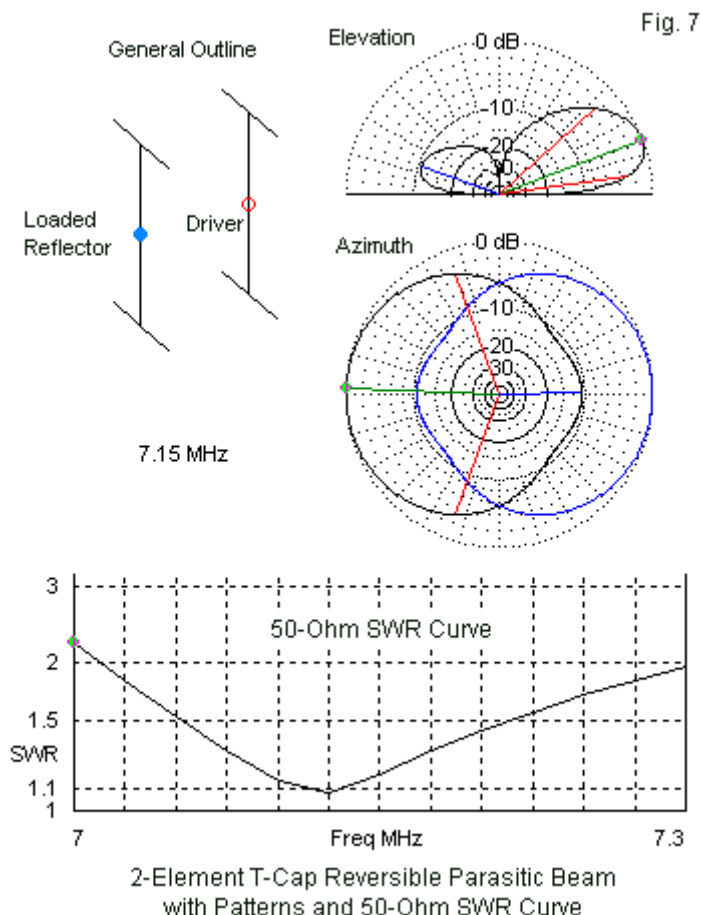 Fig. 7
General Outline
Elevation
0 dB
-10
-20
30
Loaded
Reflector
Driver
Azimuth
0 dB
-10
-20
-30
7.15 MHz
3
2
1.5
SWR
1.1
1
50-Ohm SWR Curve
7
Freq MHz
7.3
2-Element T-Cap Reversible Parasitic Beam
with Patterns and 50-Ohm SWR Curve